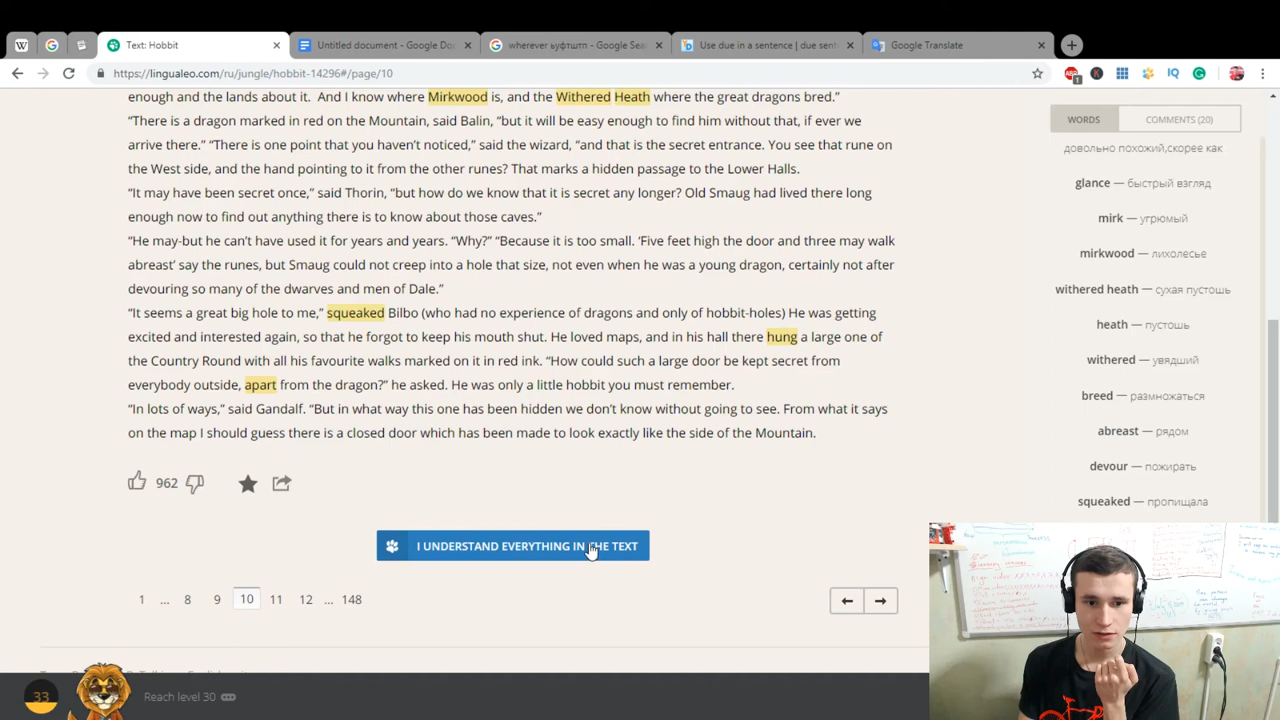 Text: Hobbit
Untitled document - Google Doc
wherever ьуфтштп - Google Sea
Use due in a sentence | due sent
Google Translate
https://lingualeo.com/ru/jungle/hobbit-14296#/page/10
enough and the lands about it. And I know where Mirkwood is, and the Withered Heath where the great dragons bred.”
“There is a dragon marked in red on the Mountain, said Balin, “but it will be easy enough to find him without that, if ever we
arrive there.” “There is one point that you haven’t noticed,” said the wizard, “and that is the secret entrance. You see that rune on
the West side, and the hand pointing to it from the other runes? That marks a hidden passage to the Lower Halls.
“It may have been secret once,” said Thorin, “but how do we know that it is secret any longer? Old Smaug had lived there long
enough now to find out anything there is to know about those caves.”
“He may-but he can’t have used it for years and years. “Why?” “Because it is too small. ‘Five feet high the door and three may walk
abreast’ say the runes, but Smaug could not creep into a hole that size, not even when he was a young dragon, certainly not after
devouring so many of the dwarves and men of Dale.”
“It seems a great big hole to me,” squeaked Bilbo (who had no experience of dragons and only of hobbit-holes) He was getting
excited and interested again, so that he forgot to keep his mouth shut. He loved maps, and in his hall there hung a large one of
the Country Round with all his favourite walks marked on it in red ink. “How could such a large door be kept secret from
everybody outside, apart from the dragon?” he asked. He was only a little hobbit you must remember.
“In lots of ways,” said Gandalf. “But in what way this one has been hidden we don’t know without going to see. From what it says
on the map I should guess there is a closed door which has been made to look exactly like the side of the Mountain.
962
I UNDERSTAND EVERYTHING IN THE TEXT
1 ... 8 9 10 11 12 ... 148
33
Reach level 30
WORDS
COMMENTS (20)
довольно похожий,скорее как
glance — быстрый взгляд
mirk — угрюмый
mirkwood — лихолесье
withered heath — сухая пустошь
heath — пустошь
withered — увядший
breed — размножаться
abreast — рядом
devour — пожирать
squeaked — пропищала